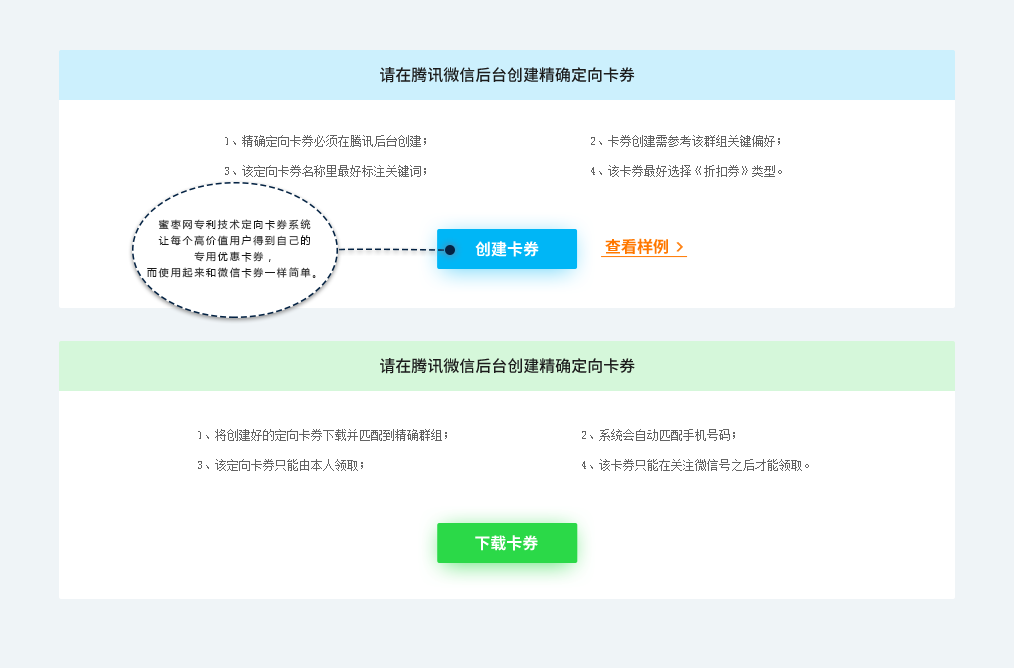 请在腾讯微信后台创建精确定向卡券
1、精确定向卡券必须在腾讯后台创建；
2、卡券创建需参考该群组关键偏好；
3、该定向卡券名称里最好标注关键词；
4、该卡券最好选择《折扣券》类型。
蜜枣网专利技术定向卡券系统
让每个高价值用户得到自己的
专用优惠卡券，
而使用起来和微信卡券一样简单。
创建卡券
查看样例 >
请在腾讯微信后台创建精确定向卡券
1、将创建好的定向卡券下载并匹配到精确群组；
2、系统会自动匹配手机号码；
3、该定向卡券只能由本人领取；
4、该卡券只能在关注微信号之后才能领取。
下载卡券